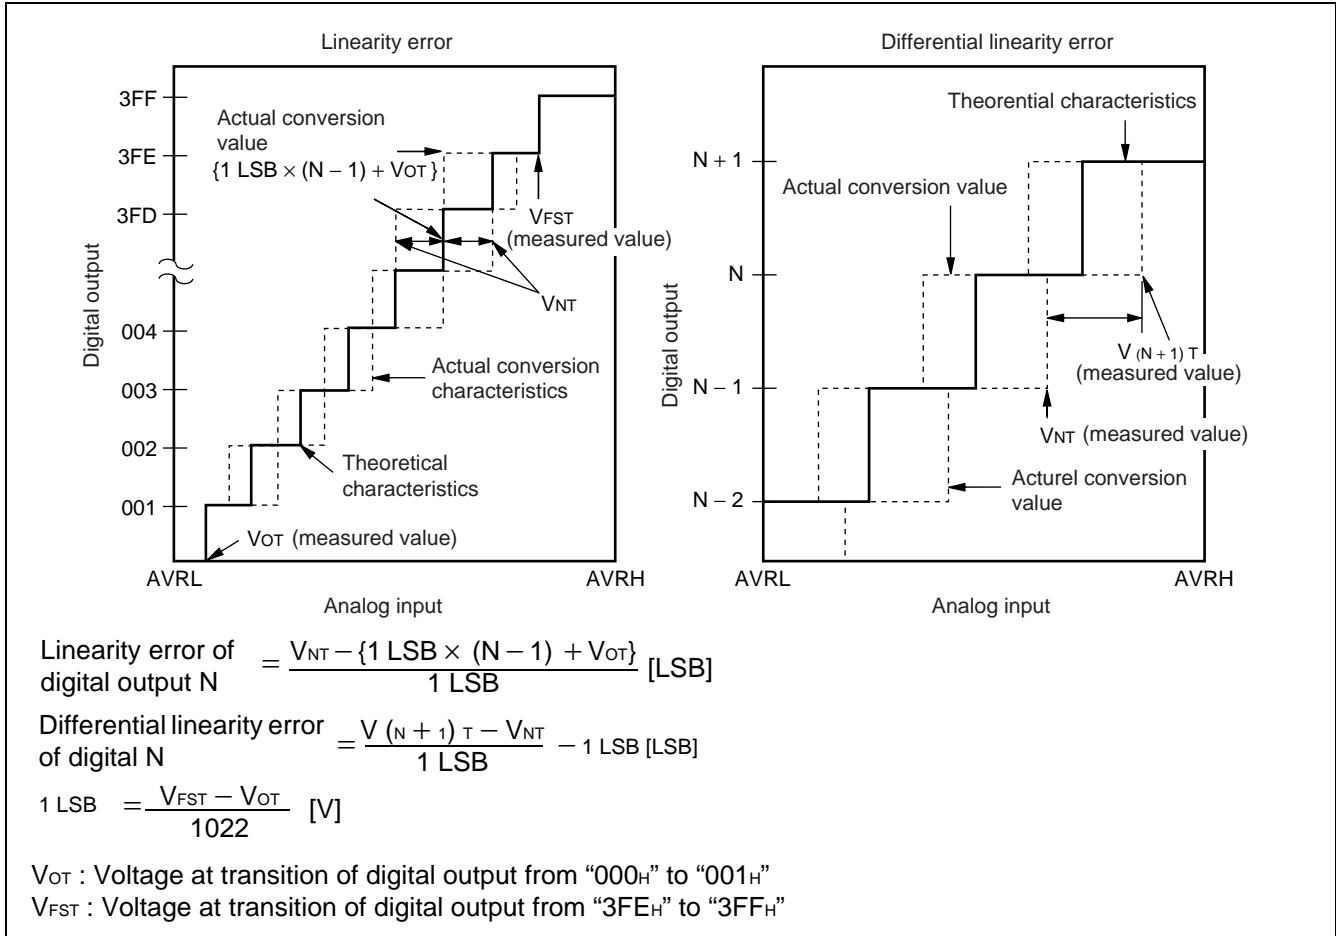 Linearity error
3FF
3FE
3FD
004
003
002
001
Digital output
Actual conversion
value
{1 LSB × (N − 1) + VOT}
VFST
(measured value)
VNT
Actual conversion
characteristics
Theoretical
characteristics
VOT (measured value)
AVRL
AVRH
Analog input
Differential linearity error
Theorential characteristics
N + 1
Actual conversion value
N
Digital output
V (N + 1) T
(measured value)
N − 1
VNT (measured value)
Acturel conversion
value
N − 2
AVRL
AVRH
Analog input
Linearity error of
digital output N
= VNT − {1 LSB × (N − 1) + VOT}
1 LSB
[LSB]
Differential linearity error
of digital N
= V (N + 1) T − VNT
1 LSB
− 1 LSB [LSB]
1 LSB = VFST − VOT
1022
[V]
VOT : Voltage at transition of digital output from “000H” to “001H”
VFST : Voltage at transition of digital output from “3FEH” to “3FFH”